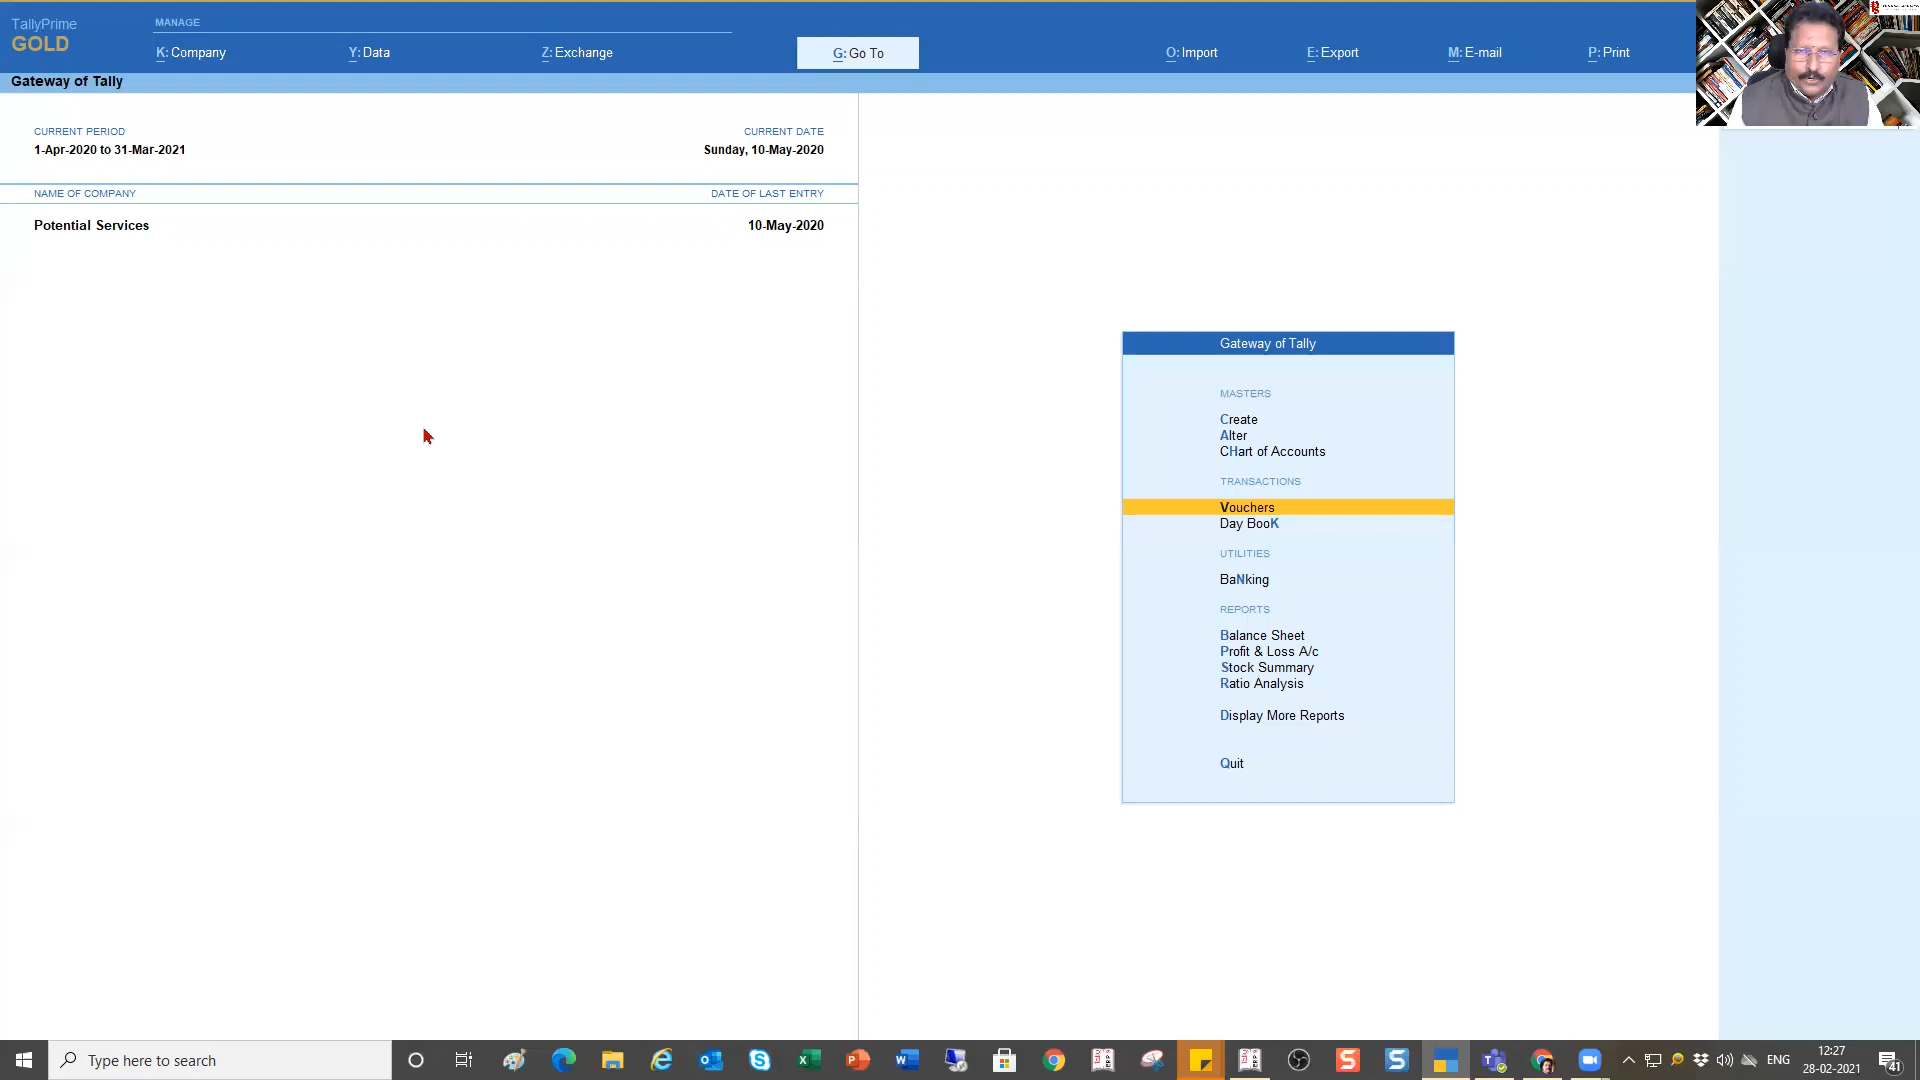 TallyPrime
GOLD
MANAGE
K: Company
Y: Data
Z: Exchange
G: Go To
O: Import
E: Export
M: E-mail
P: Print
Gateway of Tally
CURRENT PERIOD
CURRENT DATE
1-Apr-2020 to 31-Mar-2021
Sunday, 10-May-2020
NAME OF COMPANY
DATE OF LAST ENTRY
Potential Services
10-May-2020
Gateway of Tally
MASTERS
Create
Alter
CHart of Accounts
TRANSACTIONS
Vouchers
Day BooK
UTILITIES
BaNking
REPORTS
Balance Sheet
Profit & Loss A/c
Stock Summary
Ratio Analysis
Display More Reports
Quit
Type here to search
ENG
12:27
28-02-2021
41